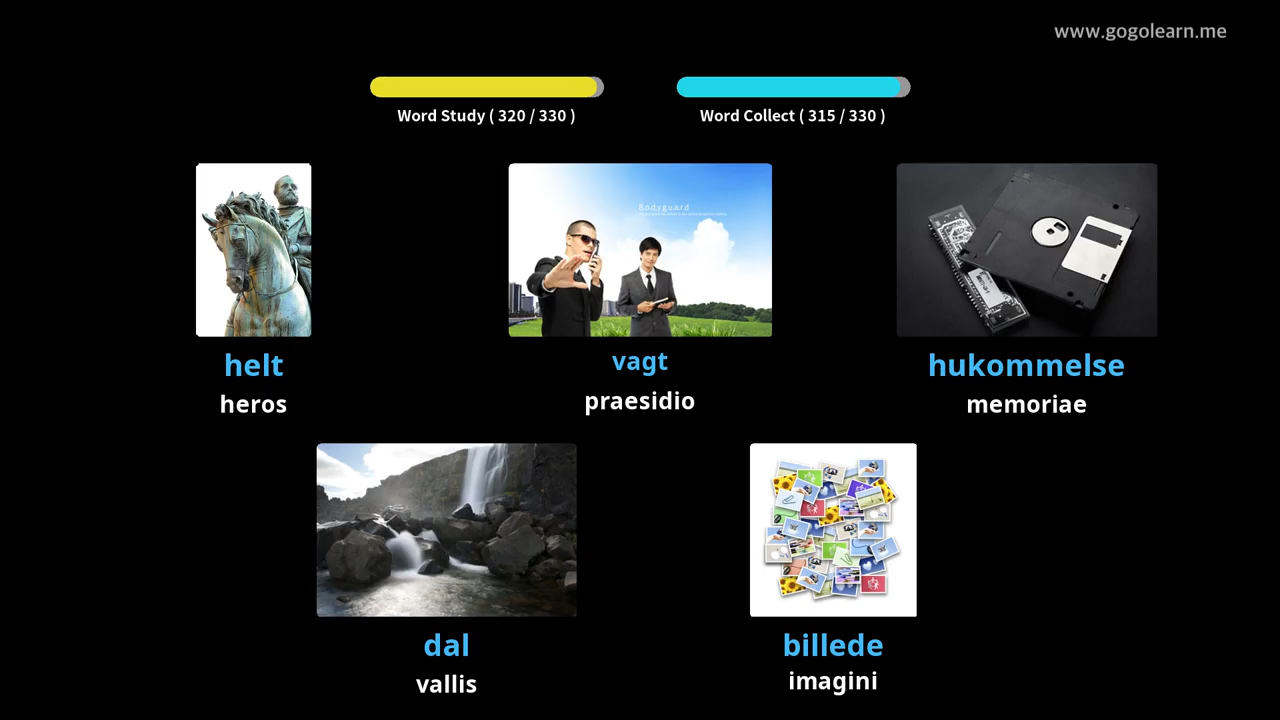 www.gogolearn.me
Word Study ( 320 / 330 )
Word Collect ( 315 / 330 )
Bodyguard
helt
vagt
hukommelse
heros
praesidio
memoriae
dal
billede
vallis
imagini